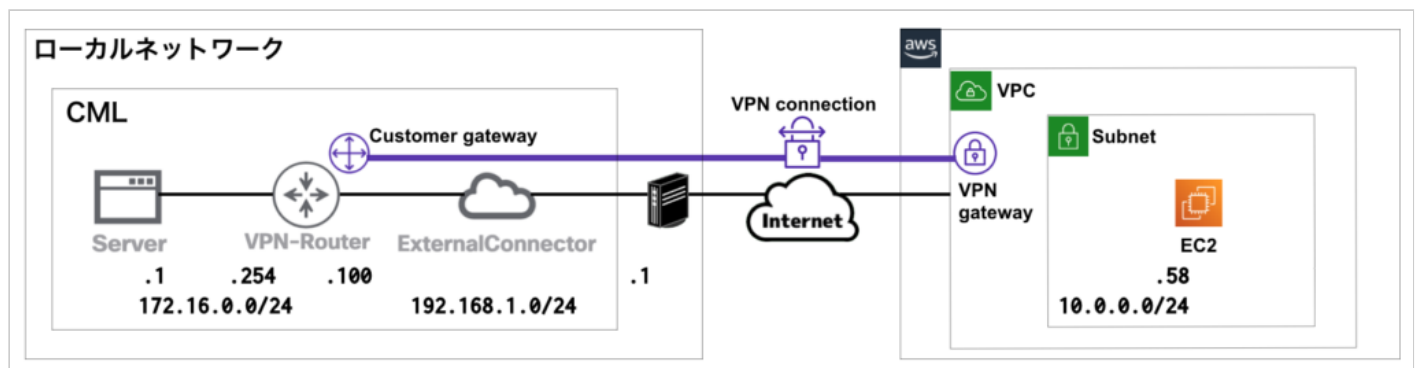 ローカルネットワーク
aws
CML
VPN connection
VPC
Customer gateway
Subnet
VPN
gateway
Internet
Server
VPN-Router
ExternalConnector
EC2
.1
.254
.100
.1
.58
172.16.0.0/24
192.168.1.0/24
10.0.0.0/24